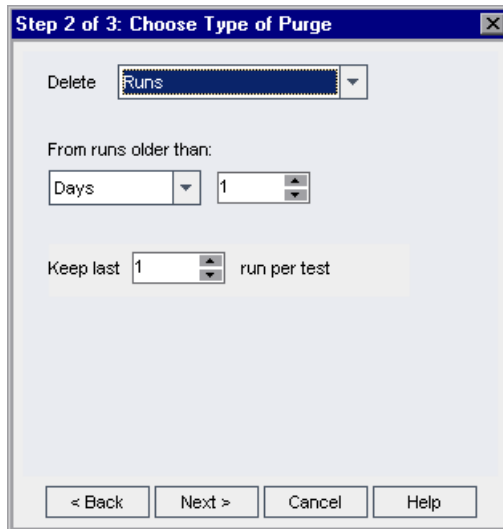 Step 2 of 3: Choose Type of Purge
Delete Runs
From runs older than:
Days 1
Keep last 1 run per test
< Back Next > Cancel Help